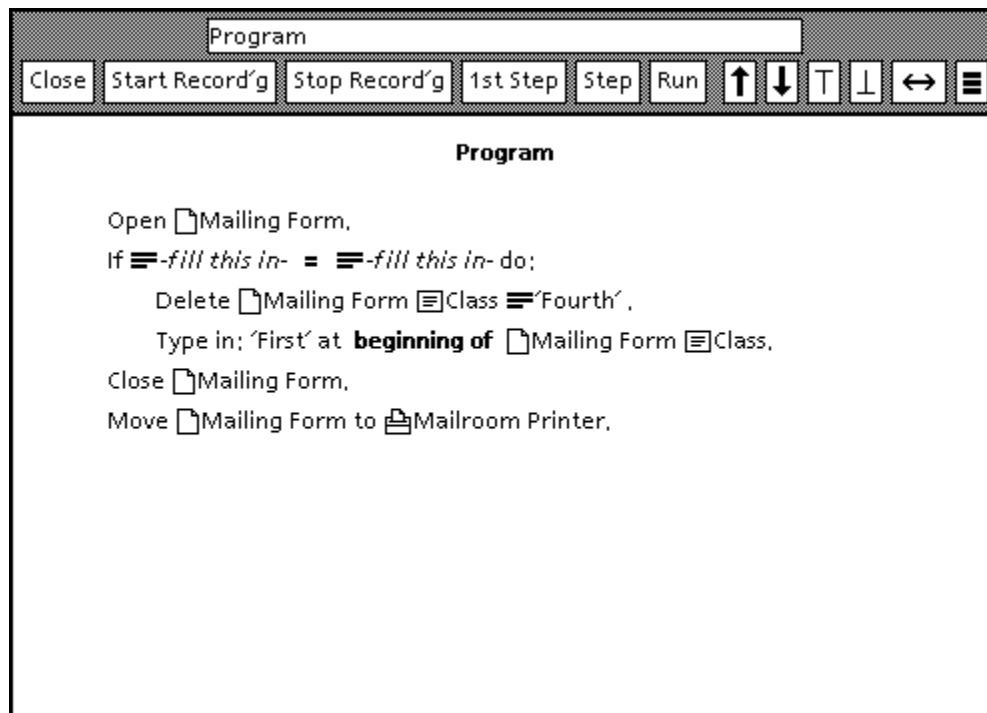 Program
Close Start Record´g Stop Record´g 1st Step Step Run
Program
Open Mailing Form.
If -fill this in- = -fill this in- do:
Delete Mailing Form Class ´Fourth´ .
Type in: ´First´ at beginning of Mailing Form Class.
Close Mailing Form.
Move Mailing Form to Mailroom Printer.